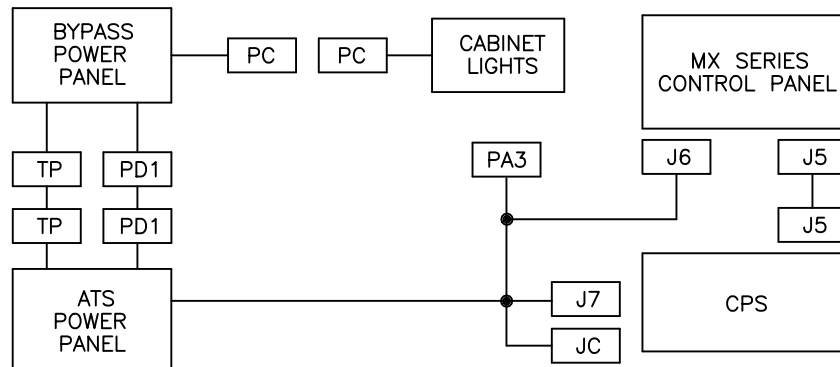 BYPASS
POWER
PANEL
PC
PC
CABINET
LIGHTS
MX SERIES
CONTROL PANEL
TP
PD1
PA3
J6
J5
TP
PD1
J5
ATS
POWER
PANEL
J7
JC
CPS